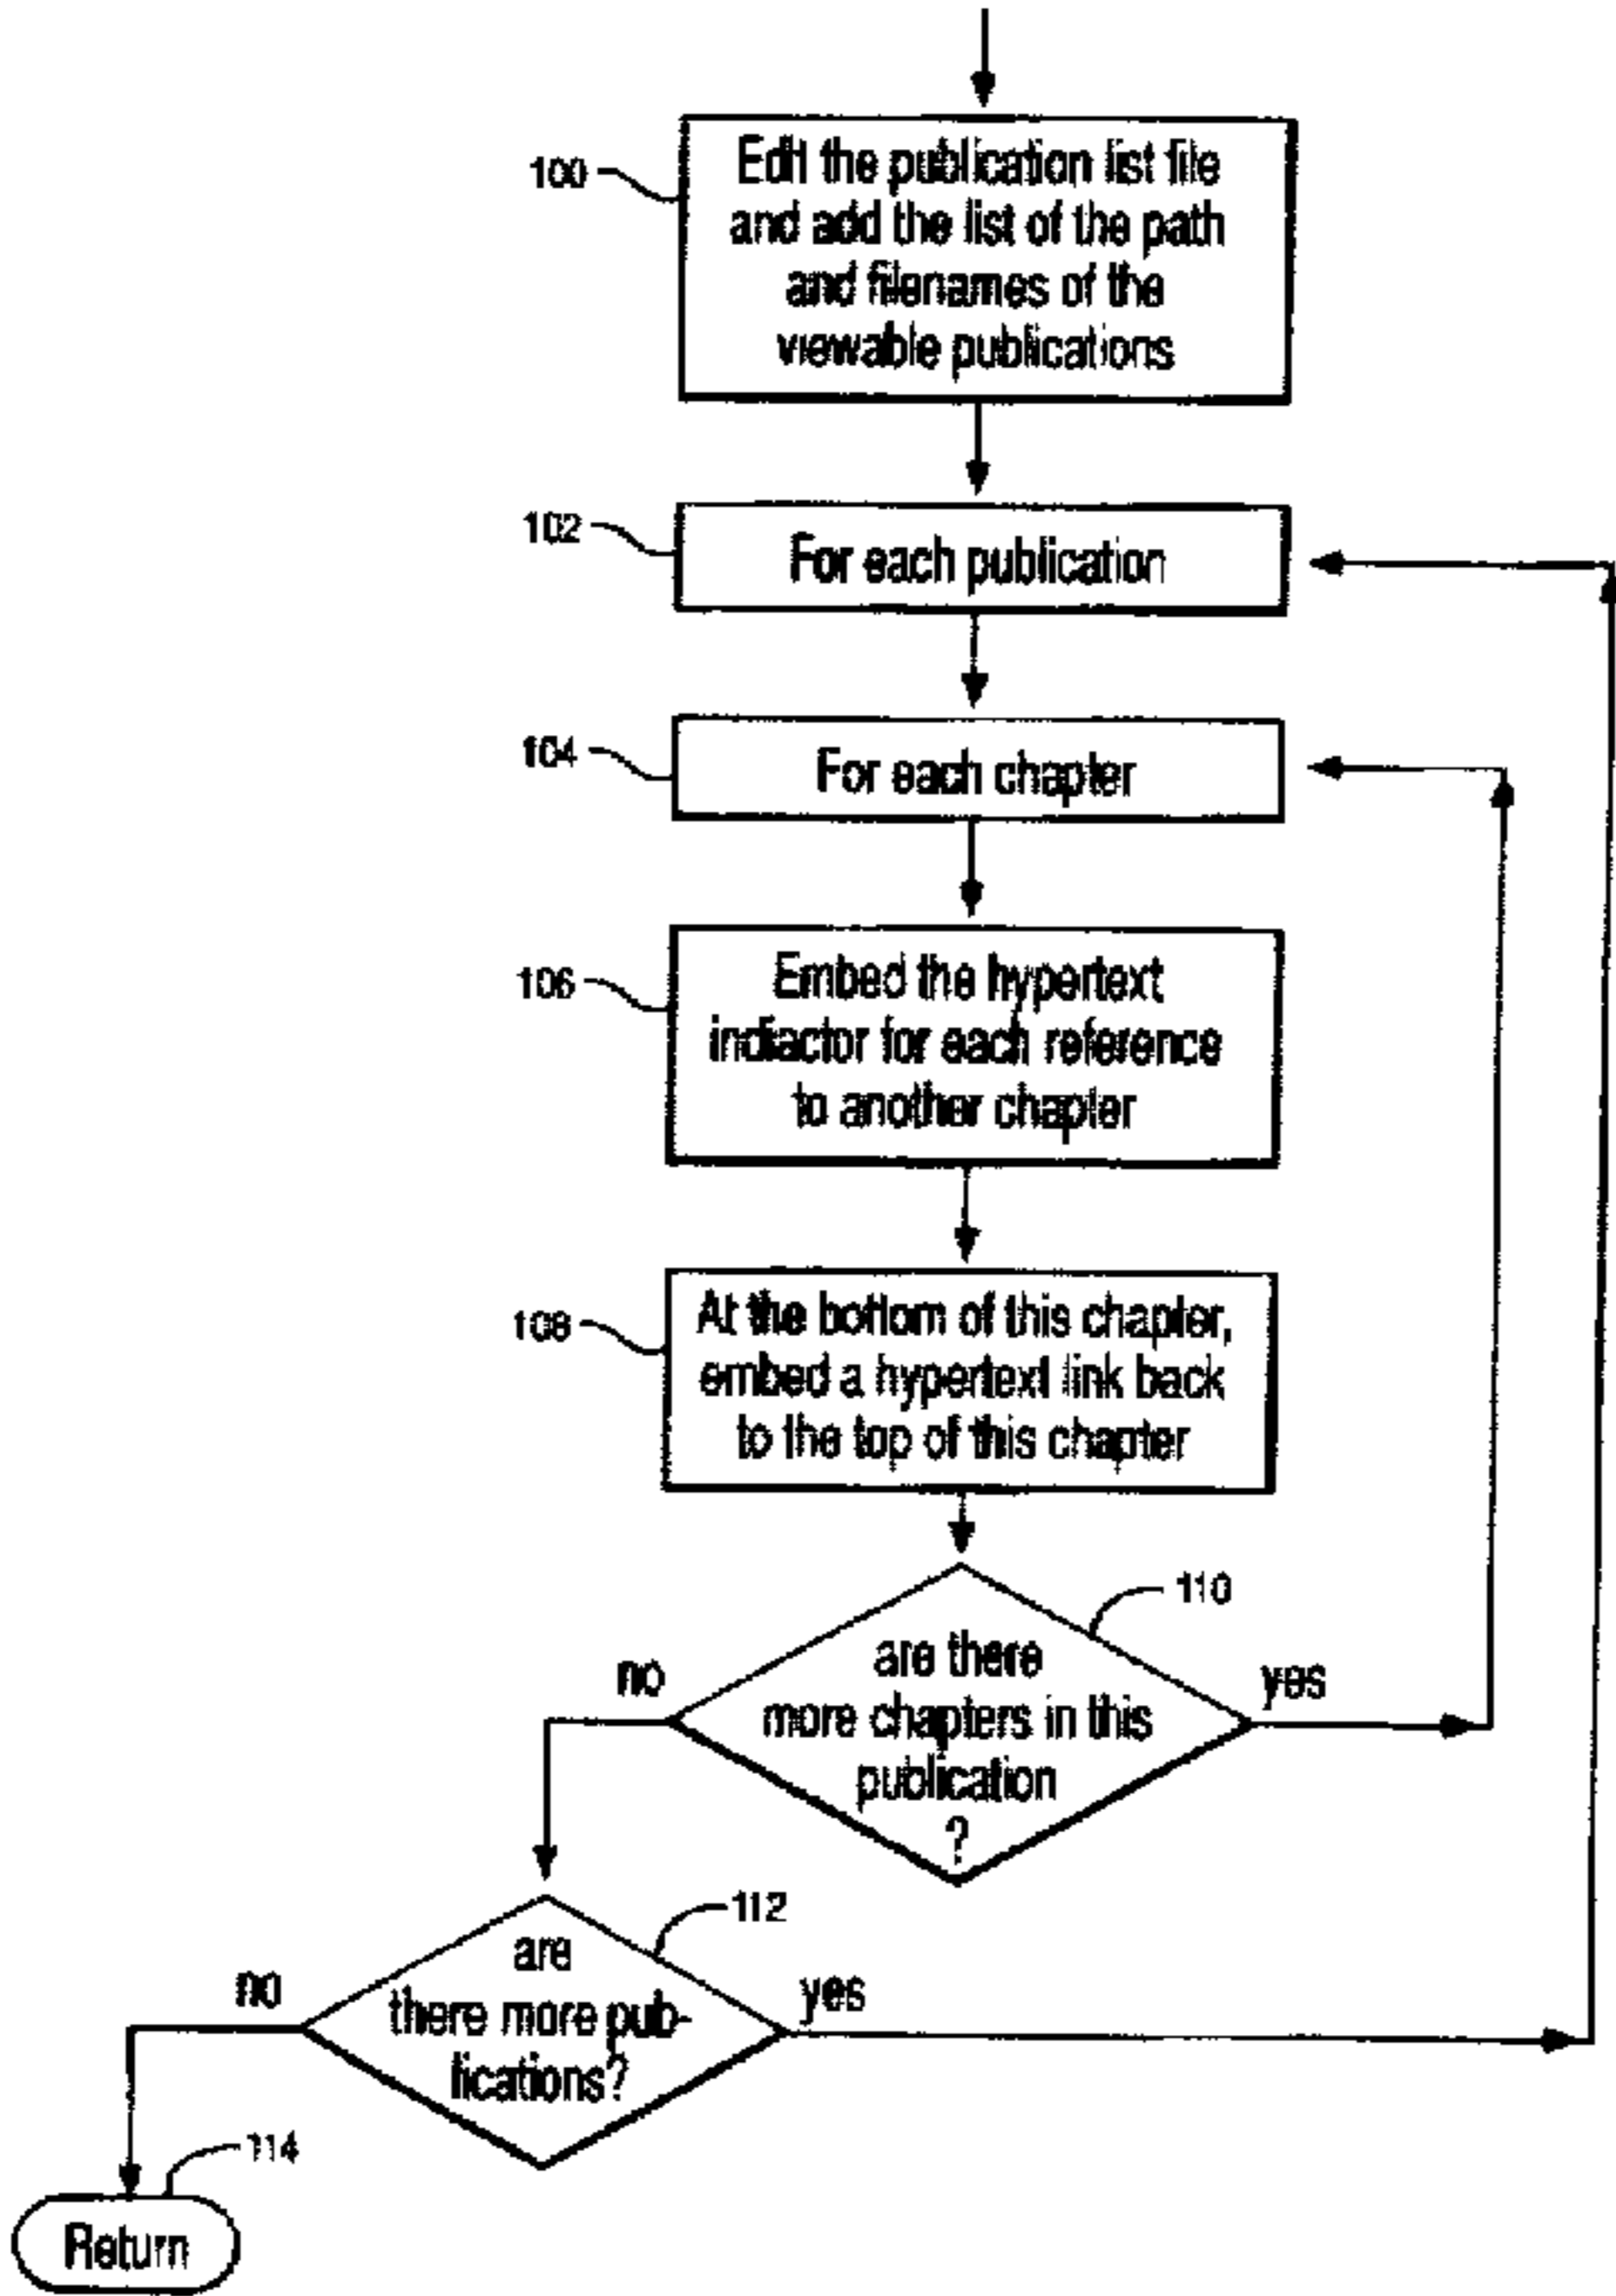 100
Edit the publication list file
and add the list of the path
and filenames of the
viewable publications
102
For each publication
104
For each chapter
106
Embed the hypertext
indiactor for each reference
to another chapter
108
At the bottom of this chapter,
embed a hypertext link back
to the top of this chapter
110
are there
more chapters in this
publication
?
no
yes
112
are
there more pub-
lications?
no
yes
114
Return